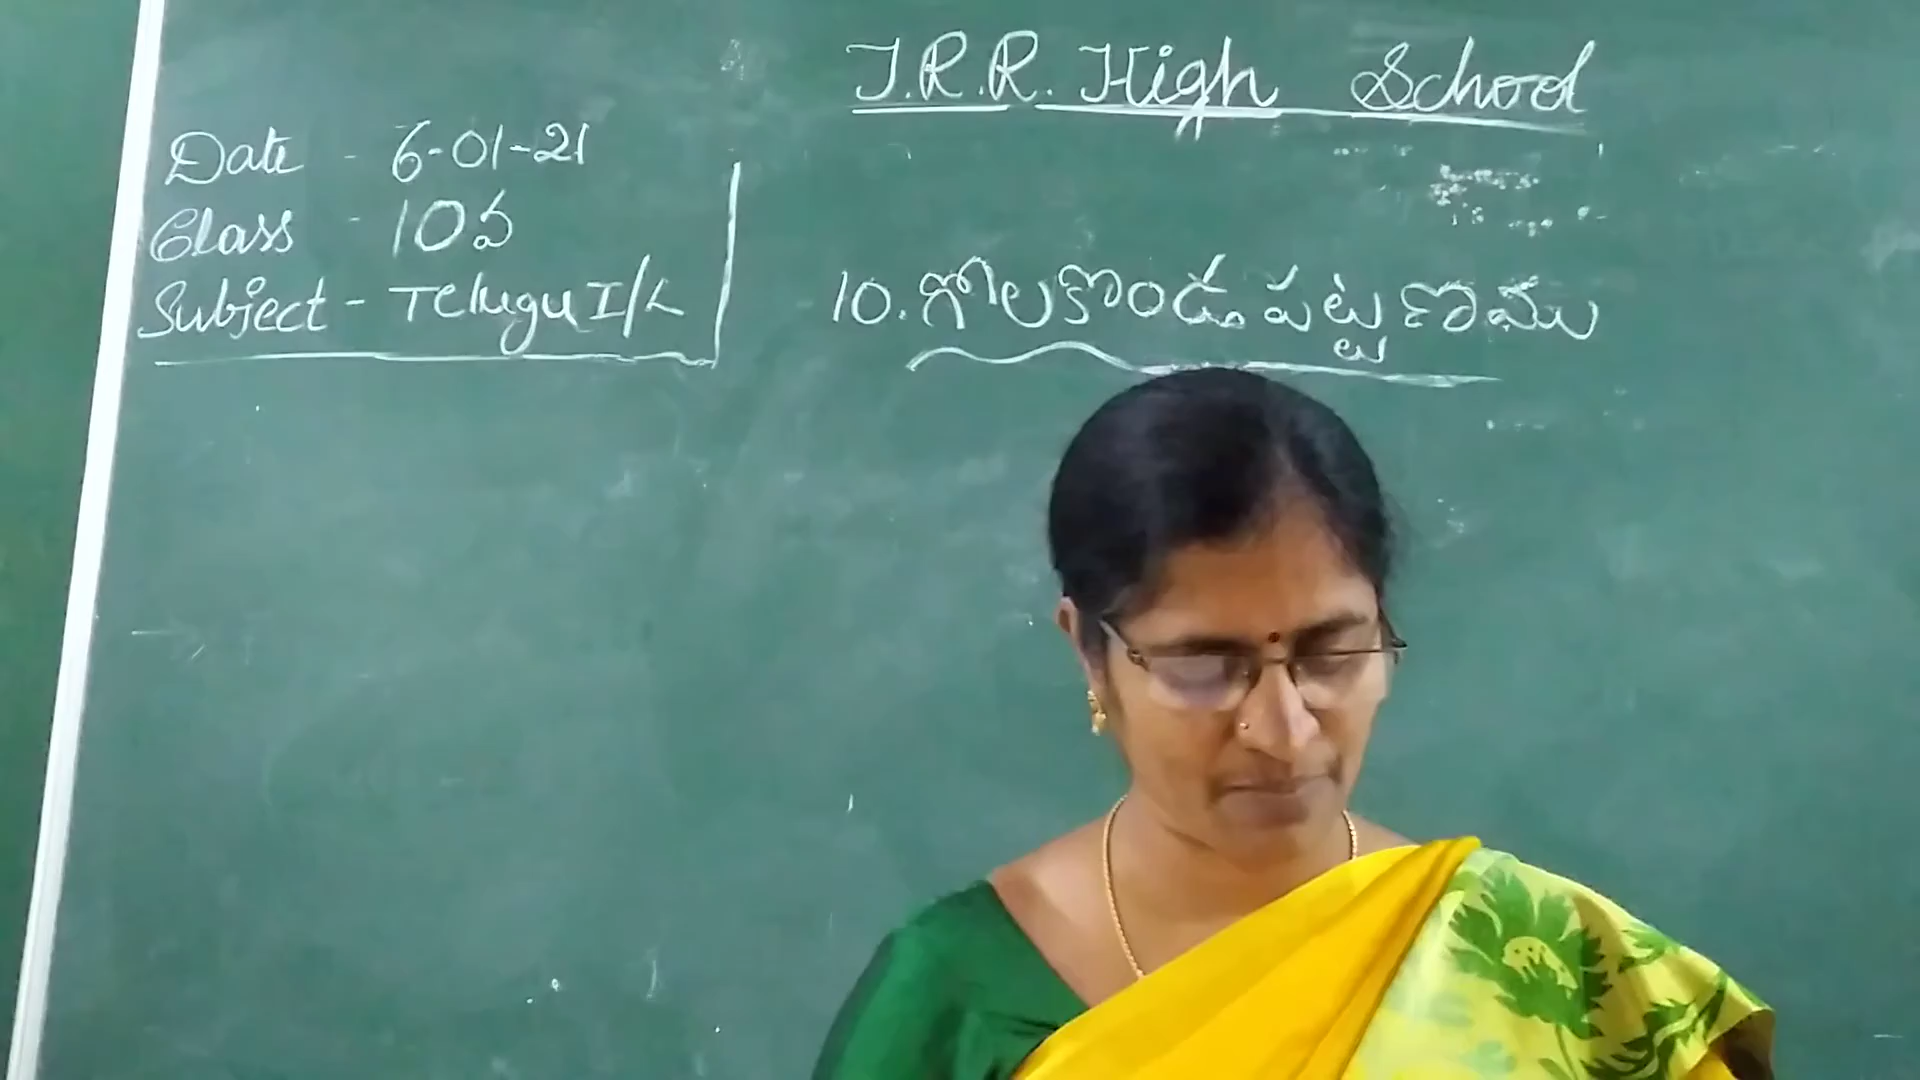 J.R.R. High School
Date - 6-01-21
Class - 10వ
Subject - Telugu I/L
10. గోలకొండ పట్టణము